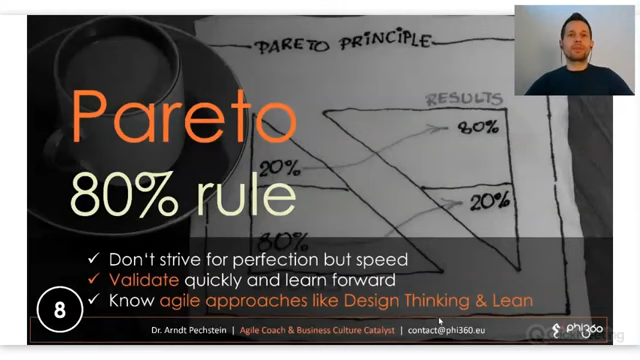 PARETO PRINCIPLE
Pareto
80% rule
RESULTS
20%
80%
80%
20%
✓ Don't strive for perfection but speed
✓ Validate quickly and learn forward
✓ Know agile approaches like Design Thinking & Lean
8
Dr. Arndt Pechstein | Agile Coach & Business Culture Catalyst | contact@phi360.eu
phi360